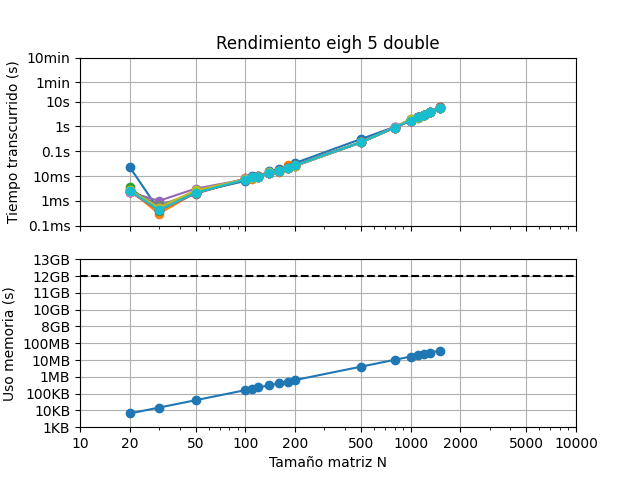 Rendimiento eigh 5 double
Tiempo transcurrido (s)
10min
1min
10s
1s
0.1s
10ms
1ms
0.1ms
Uso memoria (s)
13GB
12GB
11GB
10GB
8GB
100MB
10MB
1MB
100KB
10KB
1KB
10 20 50 100 200 500 1000 2000 5000 10000
Tamaño matriz N